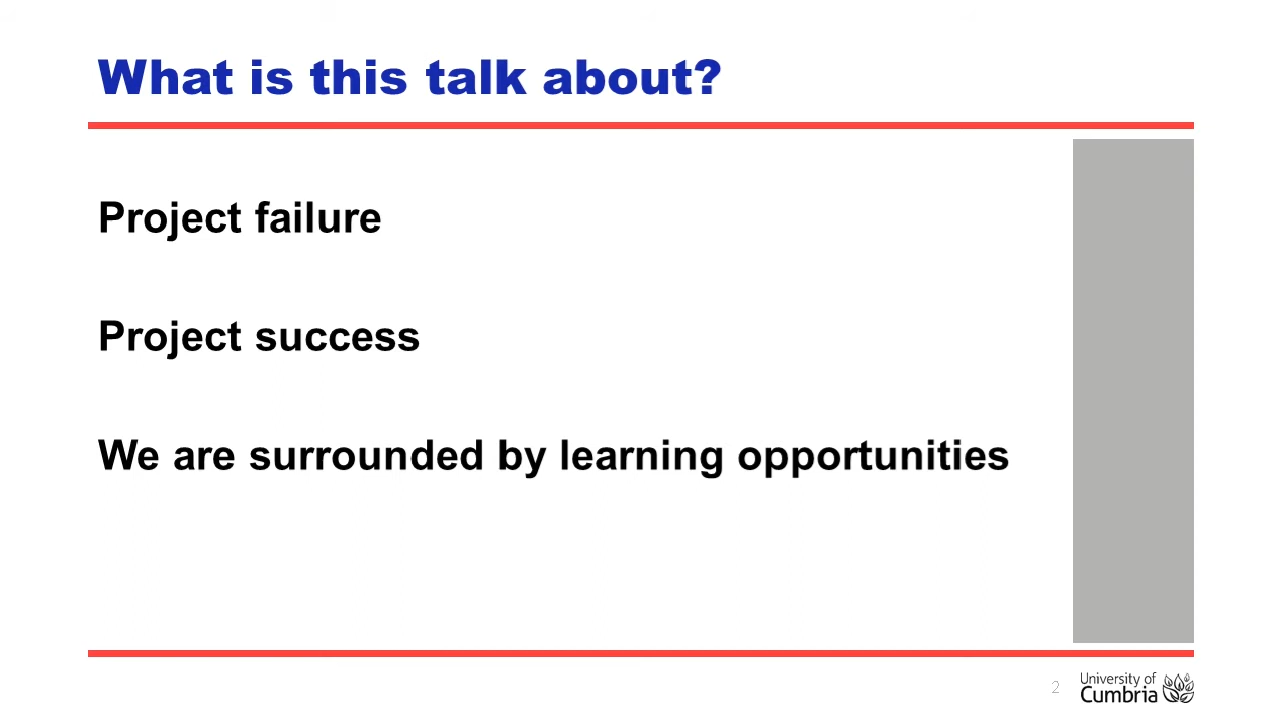 What is this talk about?
Project failure
Project success
We are surrounded by learning opportunities
2
University of
Cumbria